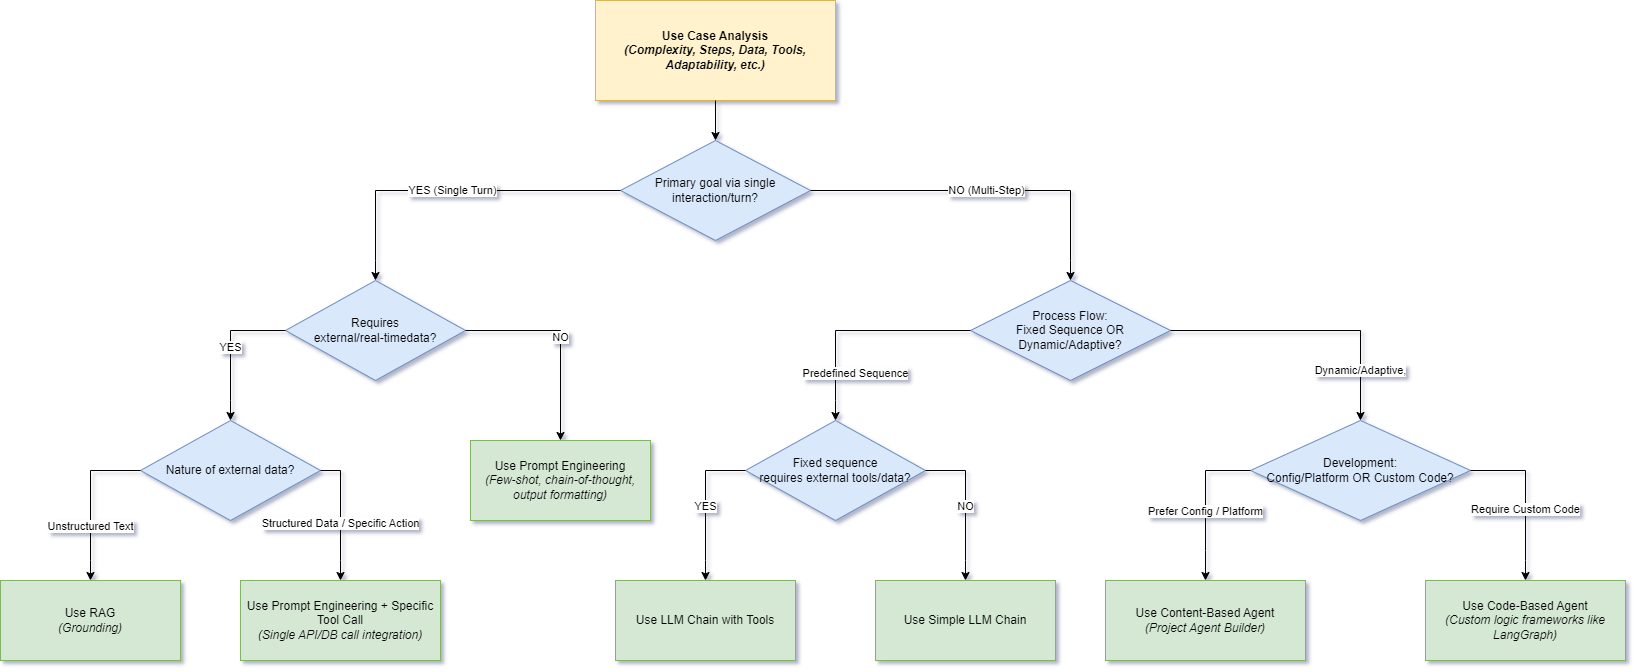 Use Case Analysis
(Complexity, Steps, Data, Tools,
Adaptability, etc.)
Primary goal via single
interaction/turn?
YES (Single Turn)
NO (Multi-Step)
Requires
external/real-timedata?
Process Flow:
Fixed Sequence OR
Dynamic/Adaptive?
YES
NO
Predefined Sequence
Dynamic/Adaptive,
Nature of external data?
Use Prompt Engineering
(Few-shot, chain-of-thought,
output formatting)
Fixed sequence
requires external tools/data?
Development:
Config/Platform OR Custom Code?
Unstructured Text
Structured Data / Specific Action
YES
NO
Prefer Config / Platform
Require Custom Code
Use RAG
(Grounding)
Use Prompt Engineering + Specific
Tool Call
(Single API/DB call integration)
Use LLM Chain with Tools
Use Simple LLM Chain
Use Content-Based Agent
(Project Agent Builder)
Use Code-Based Agent
(Custom logic frameworks like
LangGraph)